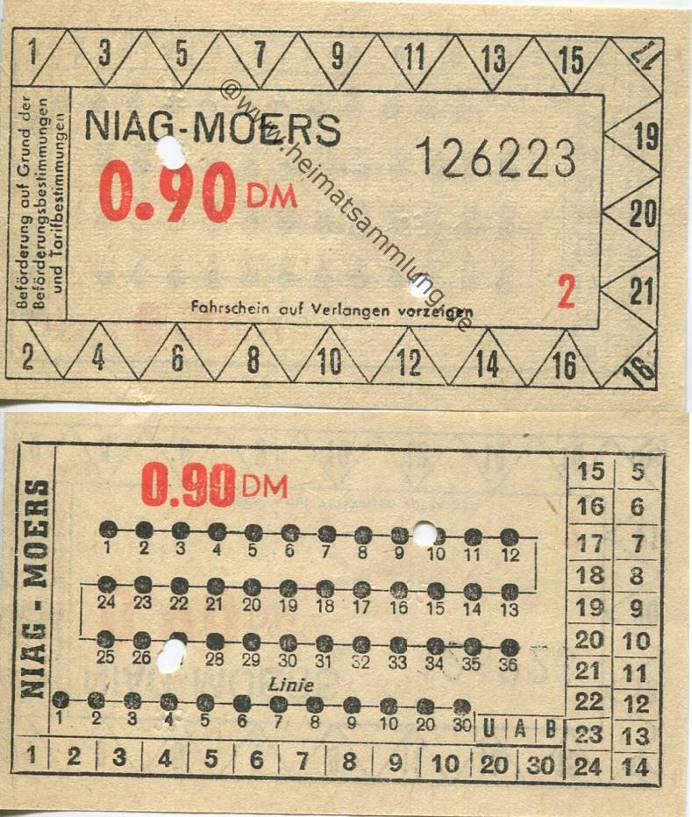 1 3 5 7 9 11 13 15 17
19
20
21
Beförderung auf Grund der
Beförderungsbestimmungen
und Tarifbestimmungen
NIAG-MOERS
126223
0.90 DM
@www.heimatsammlung.de
2
Fahrschein auf Verlangen vorzeigen
2 4 6 8 10 12 14 16 18
NIAG - MOERS
0.90 DM
1 2 3 4 5 6 7 8 9 10 11 12
24 23 22 21 20 19 18 17 16 15 14 13
25 26 28 29 30 31 32 33 34 35 36
Linie
1 2 3 4 5 6 7 8 9 10 20 30
U A B
1 2 3 4 5 6 7 8 9 10 20 30
15 5
16 6
17 7
18 8
19 9
20 10
21 11
22 12
23 13
24 14